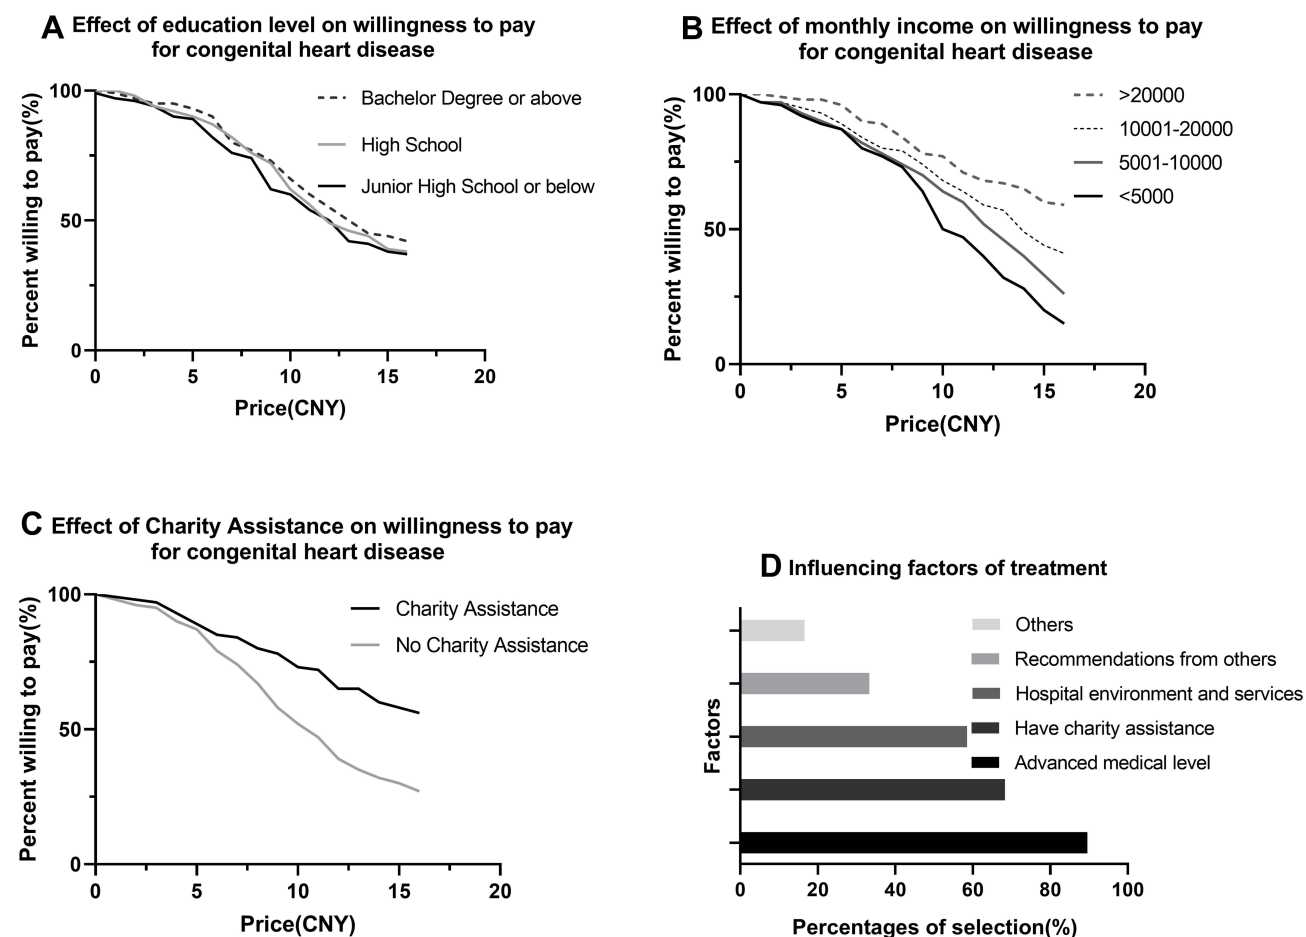 A Effect of education level on willingness to pay
for congenital heart disease
Percent willing to pay(%)
100
50
0
0 5 10 15 20
Price(CNY)
Bachelor Degree or above
High School
Junior High School or below
B Effect of monthly income on willingness to pay
for congenital heart disease
Percent willing to pay(%)
100
50
0
0 5 10 15 20
Price(CNY)
>20000
10001-20000
5001-10000
<5000
C Effect of Charity Assistance on willingness to pay
for congenital heart disease
Percent willing to pay(%)
100
50
0
0 5 10 15 20
Price(CNY)
Charity Assistance
No Charity Assistance
D Influencing factors of treatment
Factors
Others
Recommendations from others
Hospital environment and services
Have charity assistance
Advanced medical level
0 20 40 60 80 100
Percentages of selection(%)